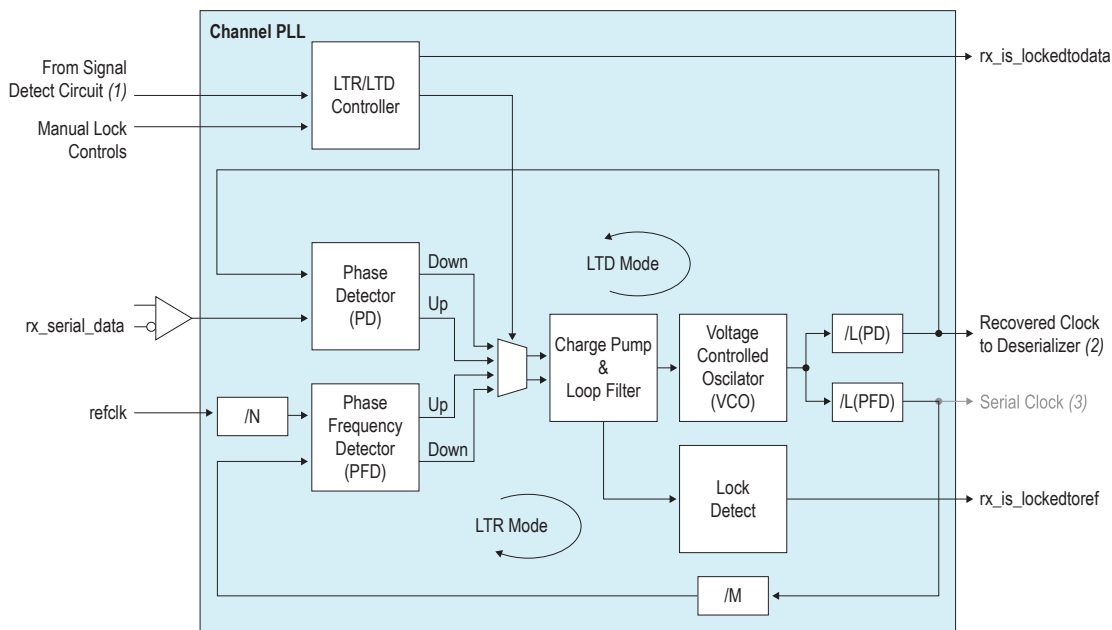 Channel PLL
From Signal
Detect Circuit (1)
Manual Lock
Controls
LTR/LTD
Controller
rx_is_lockedtodata
LTD Mode
Phase
Detector
(PD)
Down
Up
rx_serial_data
Charge Pump
&
Loop Filter
Voltage
Controlled
Oscilator
(VCO)
/L(PD)
Recovered Clock
to Deserializer (2)
refclk
/N
Phase
Frequency
Detector
(PFD)
Up
Down
/L(PFD)
Serial Clock (3)
Lock
Detect
rx_is_lockedtoref
LTR Mode
/M